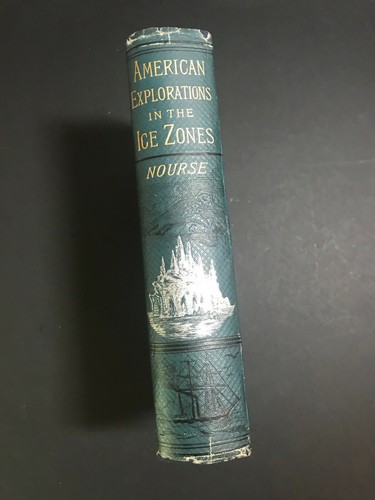 AMERICAN
EXPLORATIONS
IN THE
ICE ZONES
NOURSE